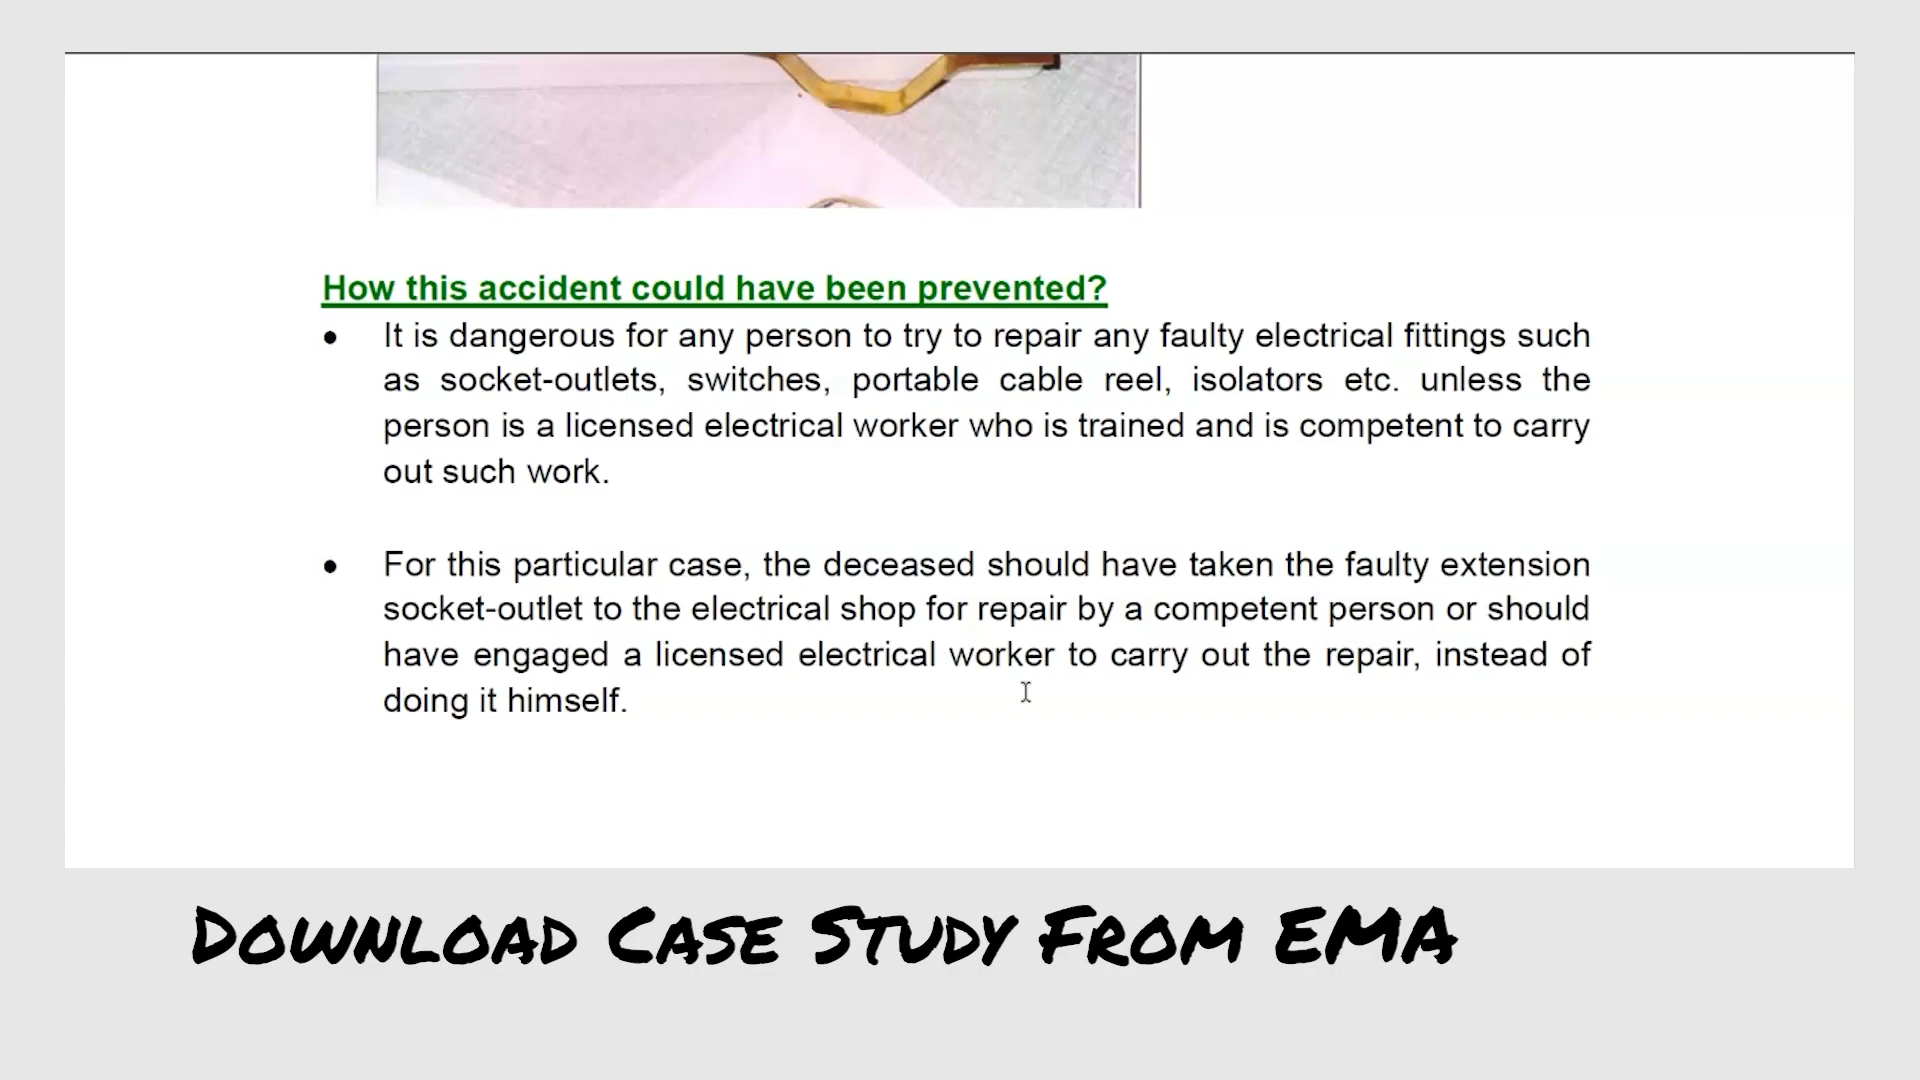 How this accident could have been prevented?
• It is dangerous for any person to try to repair any faulty electrical fittings such
as socket-outlets, switches, portable cable reel, isolators etc. unless the
person is a licensed electrical worker who is trained and is competent to carry
out such work.
• For this particular case, the deceased should have taken the faulty extension
socket-outlet to the electrical shop for repair by a competent person or should
have engaged a licensed electrical worker to carry out the repair, instead of
doing it himself.
Download Case Study From EMA